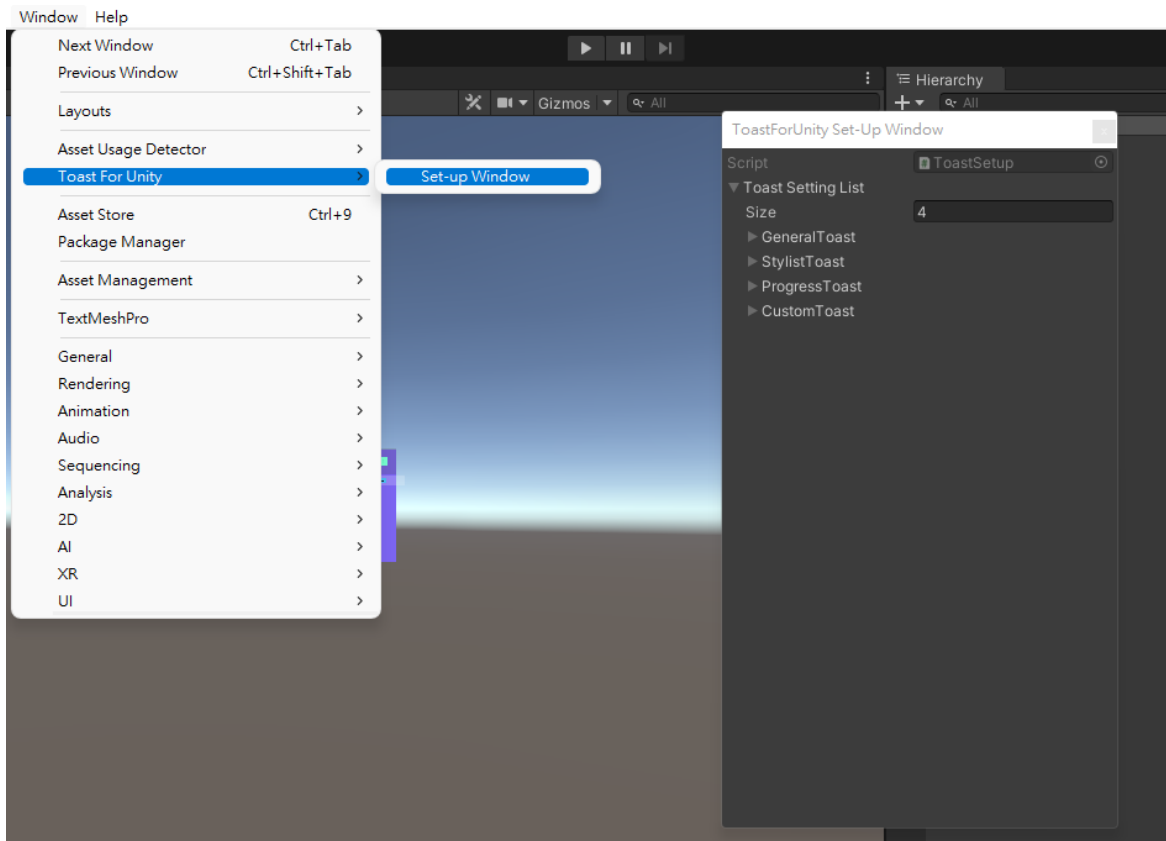 Window Help
Next Window Ctrl+Tab
Previous Window Ctrl+Shift+Tab
Layouts
Asset Usage Detector
Toast For Unity
Set-up Window
Asset Store Ctrl+9
Package Manager
Asset Management
TextMeshPro
General
Rendering
Animation
Audio
Sequencing
Analysis
2D
AI
XR
UI
Gizmos
All
Hierarchy
All
ToastForUnity Set-Up Window
Script ToastSetup
Toast Setting List
Size 4
GeneralToast
StylistToast
ProgressToast
CustomToast